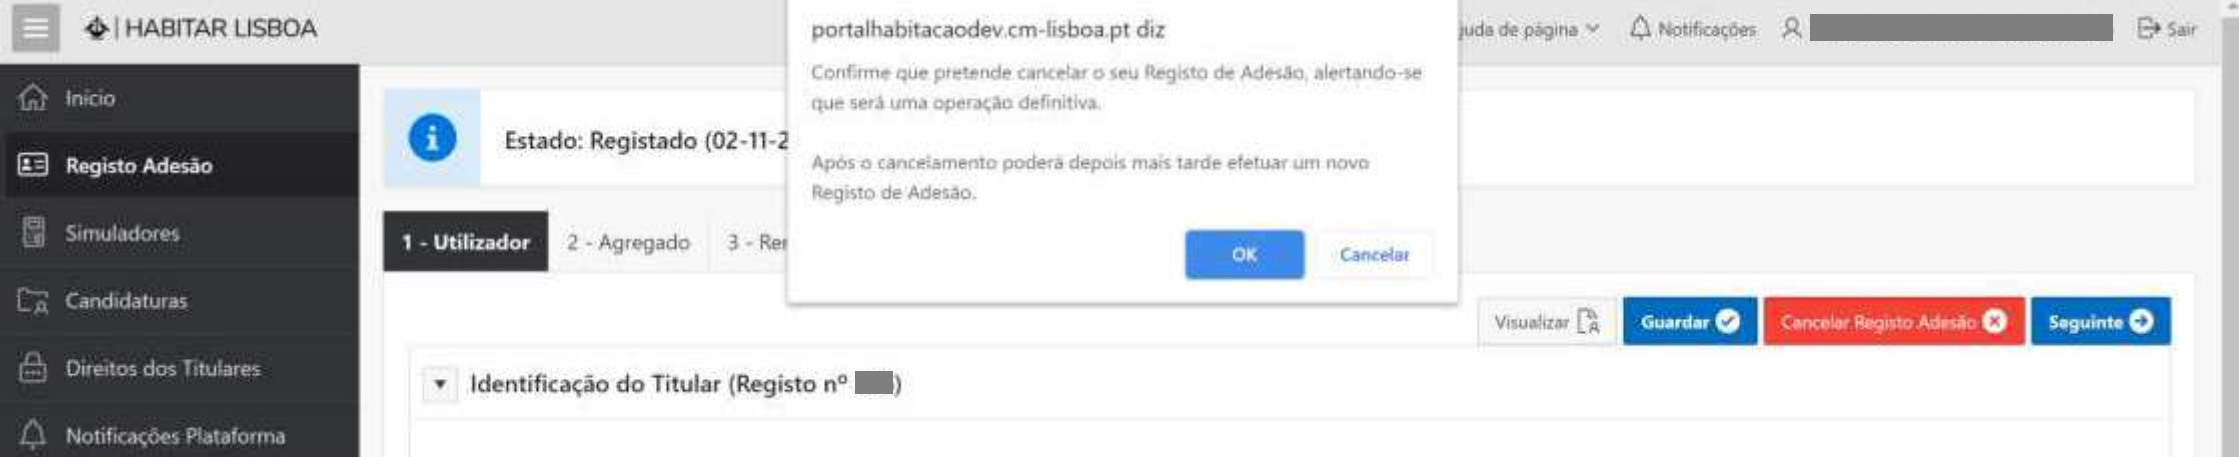 HABITAR LISBOA
juda de página
Notificações
Sair
portalhabitacaodev.cm-lisboa.pt diz
Confirme que pretende cancelar o seu Registo de Adesão, alertando-se
que será uma operação definitiva.
Após o cancelamento poderá depois mais tarde efetuar um novo
Registo de Adesão.
OK
Cancelar
Início
Registo Adesão
Simuladores
Candidaturas
Direitos dos Titulares
Notificações Plataforma
Estado: Registado (02-11-2
1 - Utilizador
2 - Agregado
3 - Ren
Visualizar
Guardar
Cancelar Registo Adesão
Seguinte
Identificação do Titular (Registo nº )